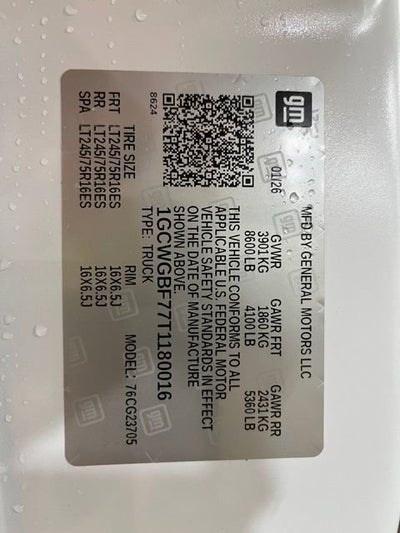 gm
MFD BY GENERAL MOTORS LLC
01/26 GVWR GAWR FRT GAWR RR
3901 KG 1860 KG 2431 KG
8600 LB 4100 LB 5360 LB
THIS VEHICLE CONFORMS TO ALL
APPLICABLE U.S. FEDERAL MOTOR
VEHICLE SAFETY STANDARDS IN EFFECT
ON THE DATE OF MANUFACTURE
SHOWN ABOVE.
1GCWGBF77T1180016
TYPE: TRUCK MODEL: 76CG23705
8624
TIRE SIZE RIM
FRT LT245/75R16ES 16X6.5J
RR LT245/75R16ES 16X6.5J
SPA LT245/75R16ES 16X6.5J